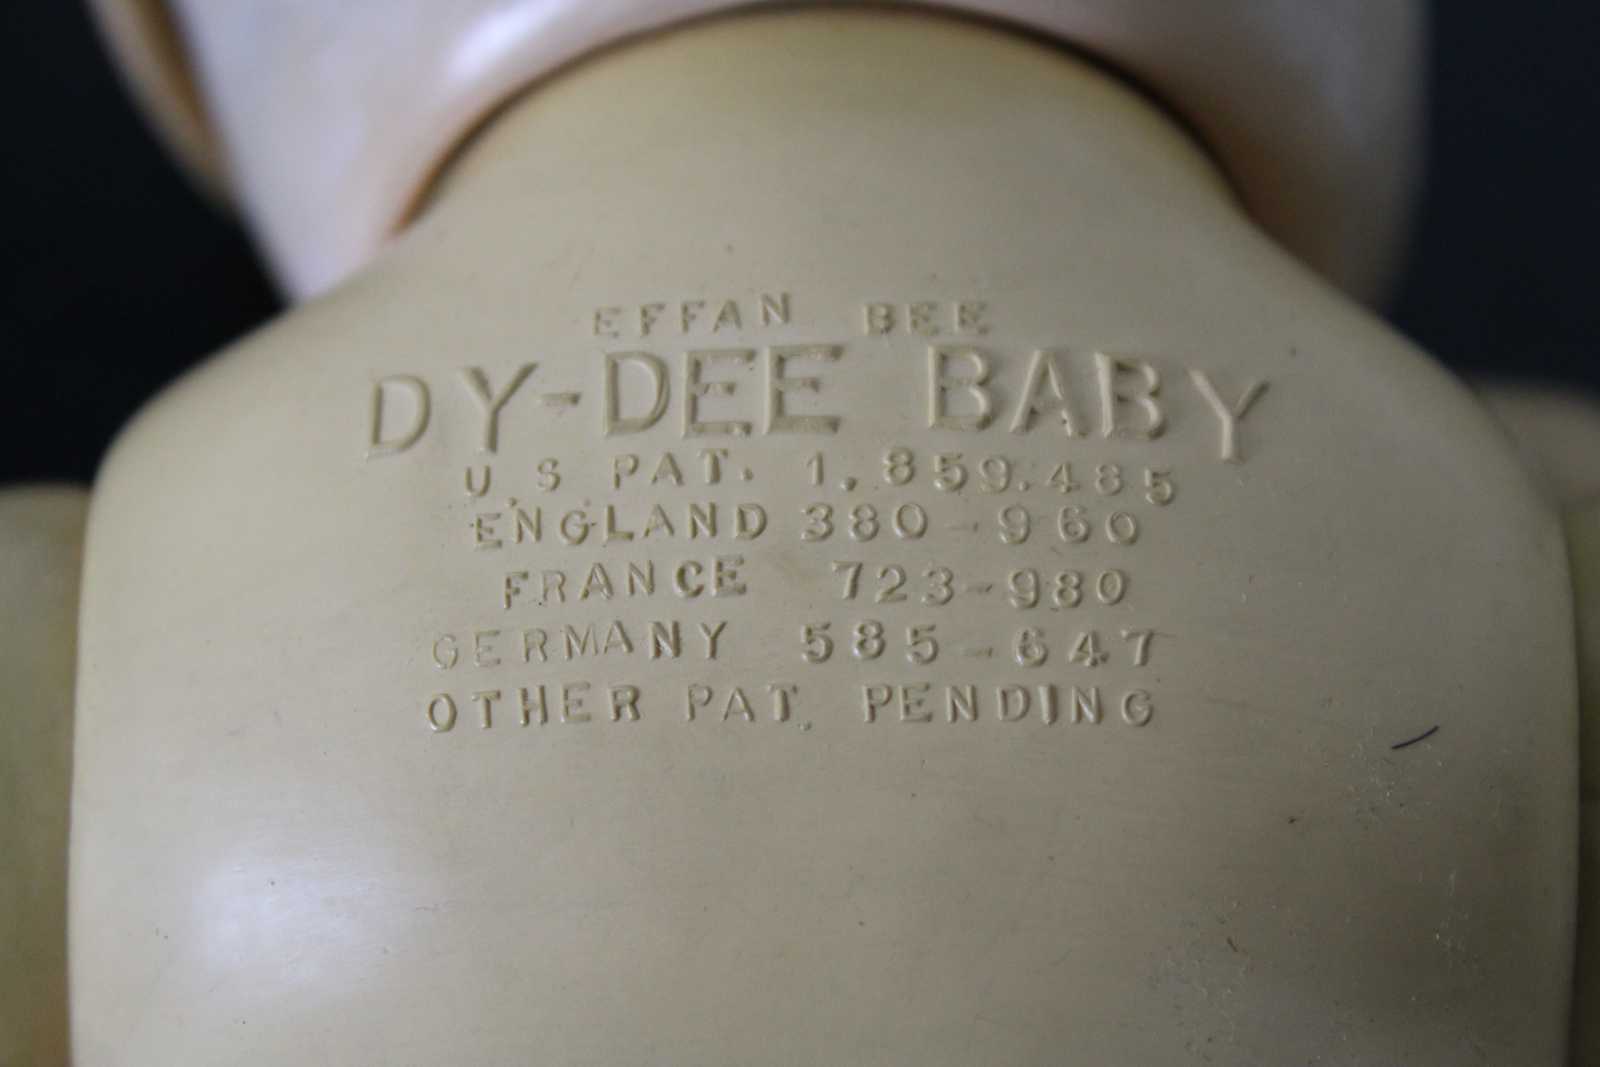 EFFAN BEE
DY-DEE BABY
U.S PAT. 1,859.485
ENGLAND 380-960
FRANCE 723-980
GERMANY 585-647
OTHER PAT. PENDING